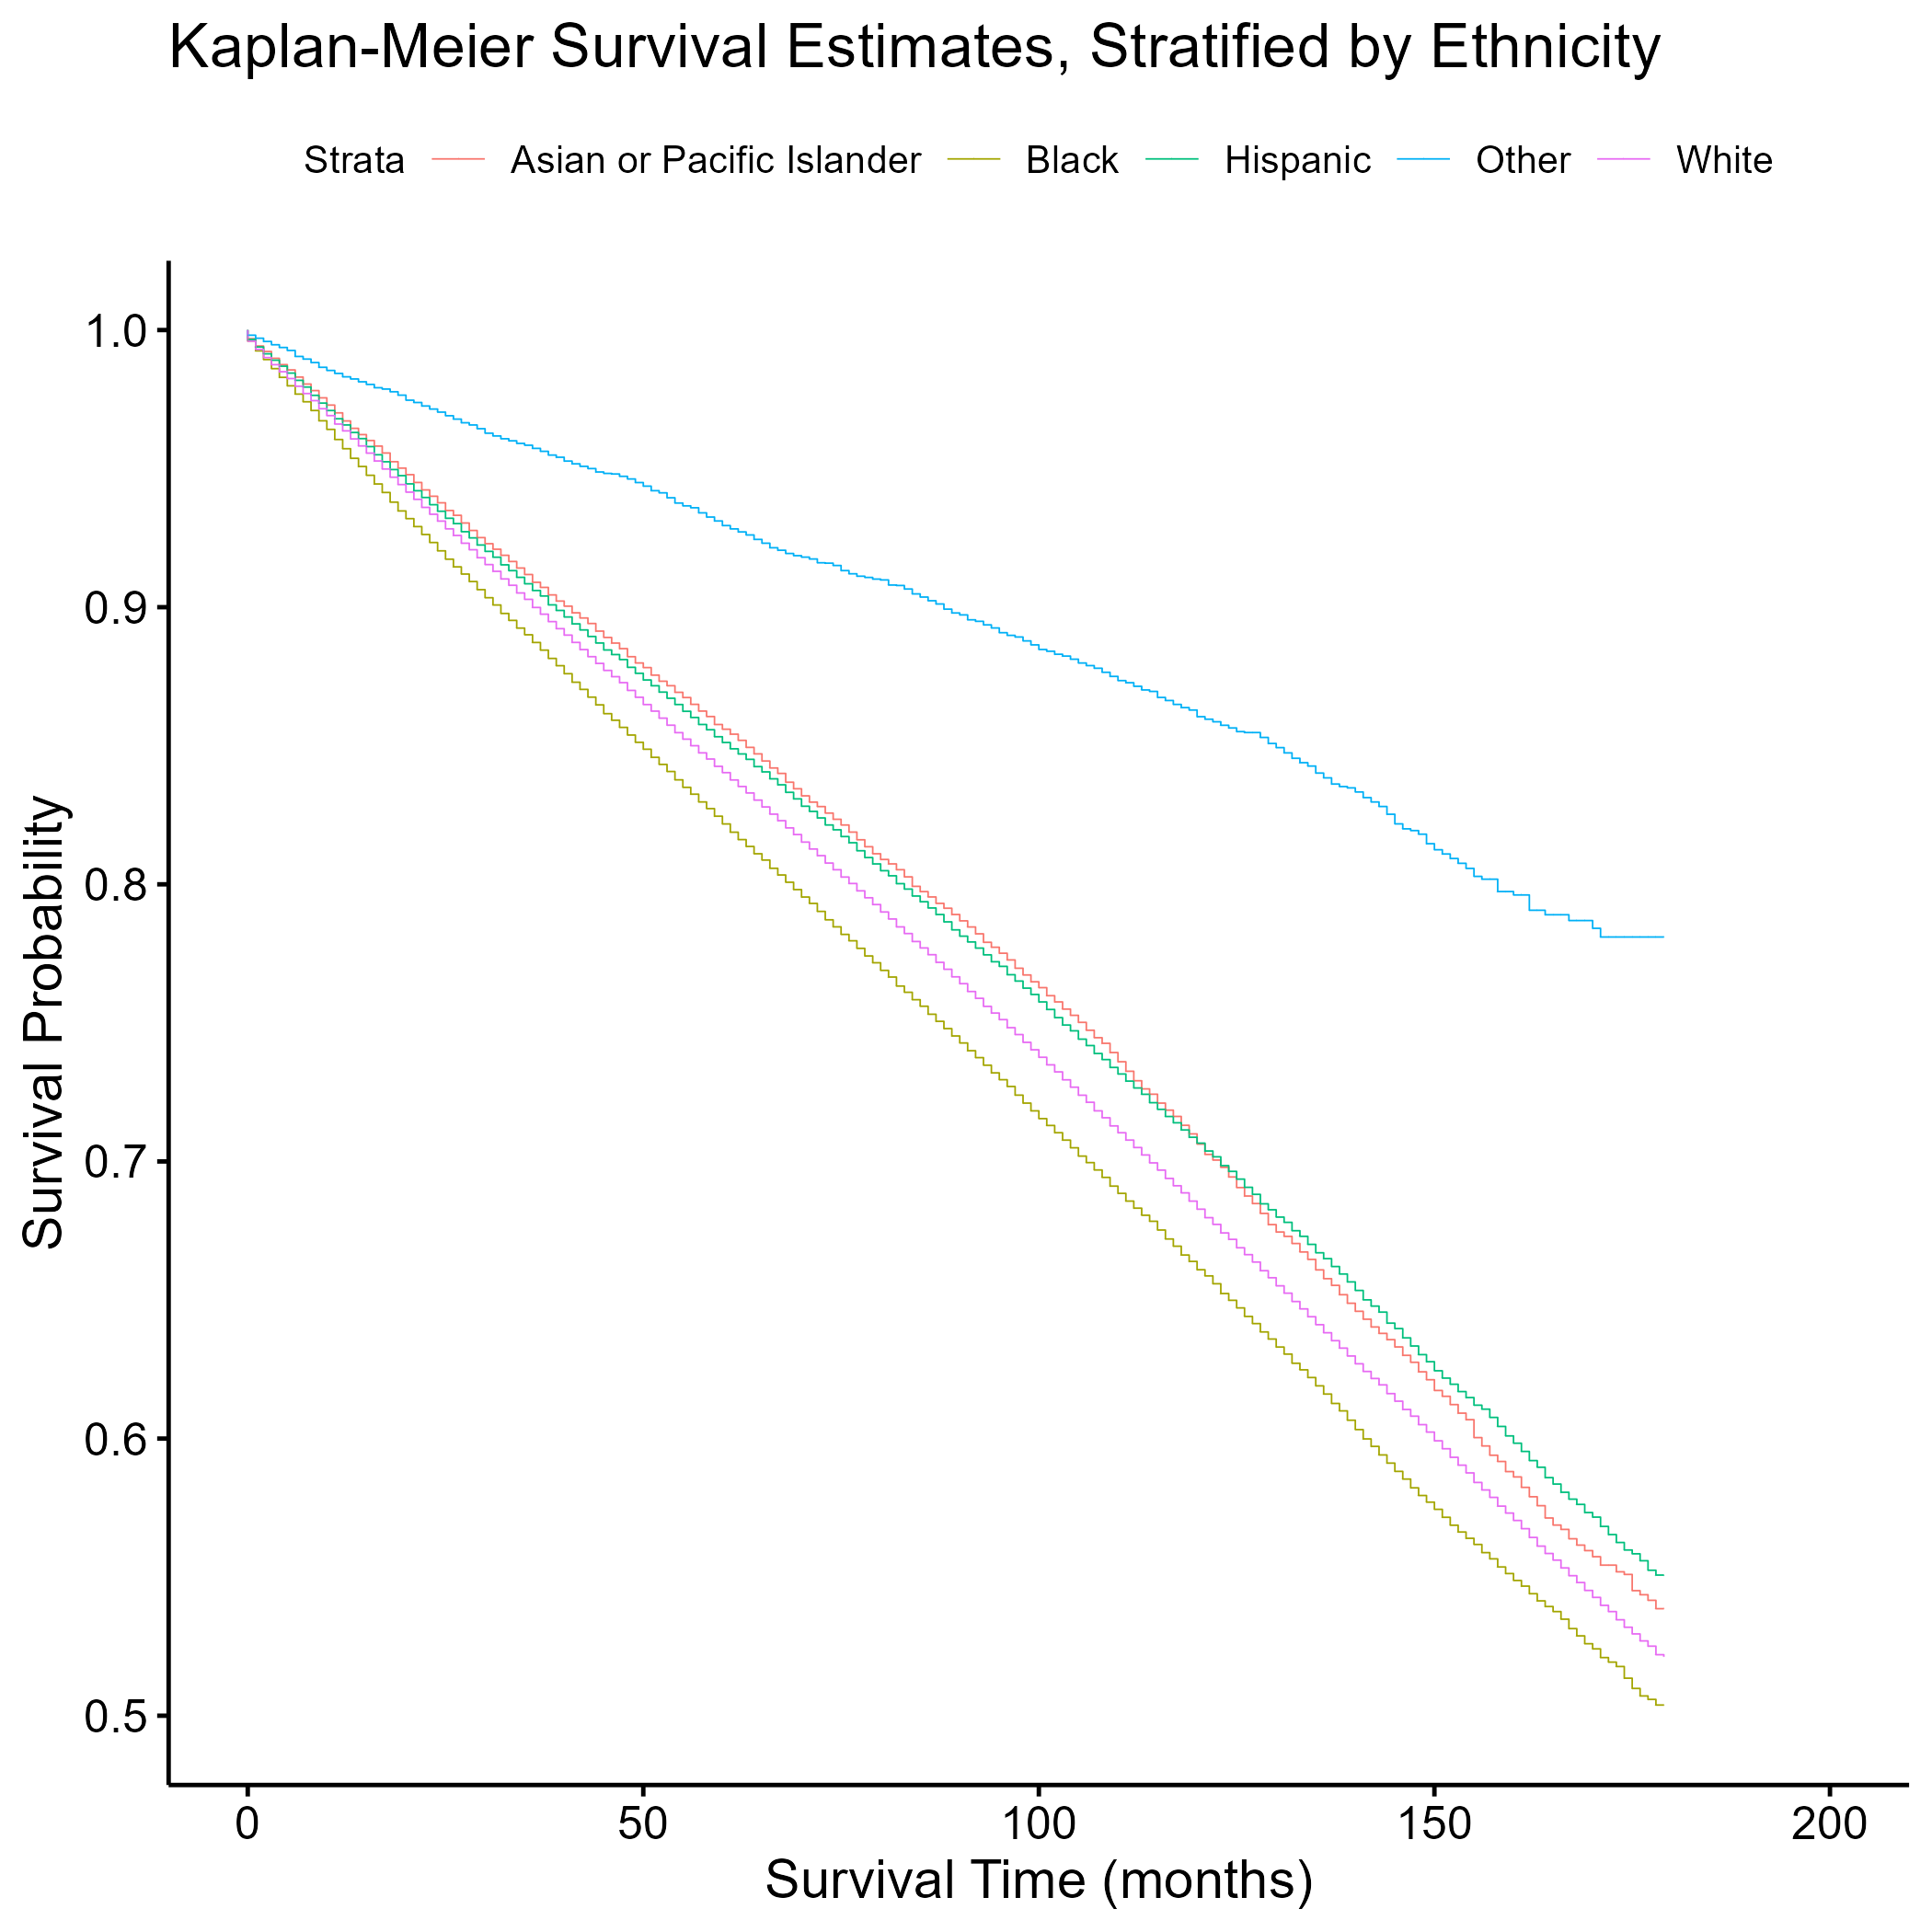 Kaplan-Meier Survival Estimates, Stratified by Ethnicity
Strata Asian or Pacific Islander Black Hispanic Other White
Survival Probability
1.0
0.9
0.8
0.7
0.6
0.5
0 50 100 150 200
Survival Time (months)